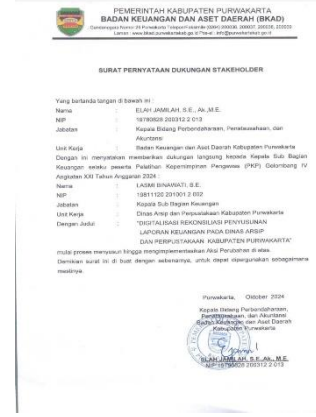 PEMERINTAH KABUPATEN PURWAKARTA
BADAN KEUANGAN DAN ASET DAERAH (BKAD)
SURAT PERNYATAAN DUKUNGAN STAKEHOLDER
Yang bertanda tangan di bawah ini :
Nama : ELAH JAMILAH, S.E., Ak.,M.E.
NIP : 19780828 200312 2 013
Jabatan : Kepala Bidang Perbendaharaan, Penatausahaan, dan
Akuntansi
Unit Kerja : Badan Keuangan dan Aset Daerah Kabupaten Purwakarta
Dengan ini menyatakan memberikan dukungan langsung kepada Kepala Sub Bagian
Keuangan selaku peserta Pelatihan Kepemimpinan Pengawas (PKP) Gelombang IV
Angkatan XXI Tahun Anggaran 2024 :
Nama : LASMI BINAWATI, S.E.
NIP : 19811120 201001 2 002
Jabatan : Kepala Sub Bagian Keuangan
Unit Kerja : Dinas Arsip dan Perpustakaan Kabupaten Purwakarta
Dengan Judul : "DIGITALISASI REKONSILIASI PENYUSUNAN
LAPORAN KEUANGAN PADA DINAS ARSIP
DAN PERPUSTAKAAN KABUPATEN PURWAKARTA"
mulai proses menyusun hingga mengimplementasikan Aksi Perubahan di atas.
Demikian surat ini di buat dengan sebenarnya, untuk dapat dipergunakan sebagaimana
mestinya.
Purwakarta, Oktober 2024
Kepala Bidang Perbendaharaan,
Penatausahaan, dan Akuntansi
Badan Keuangan dan Aset Daerah
Kabupaten Purwakarta
ELAH JAMILAH, S.E.,Ak., M.E.
NIP.19780828 200312 2 013